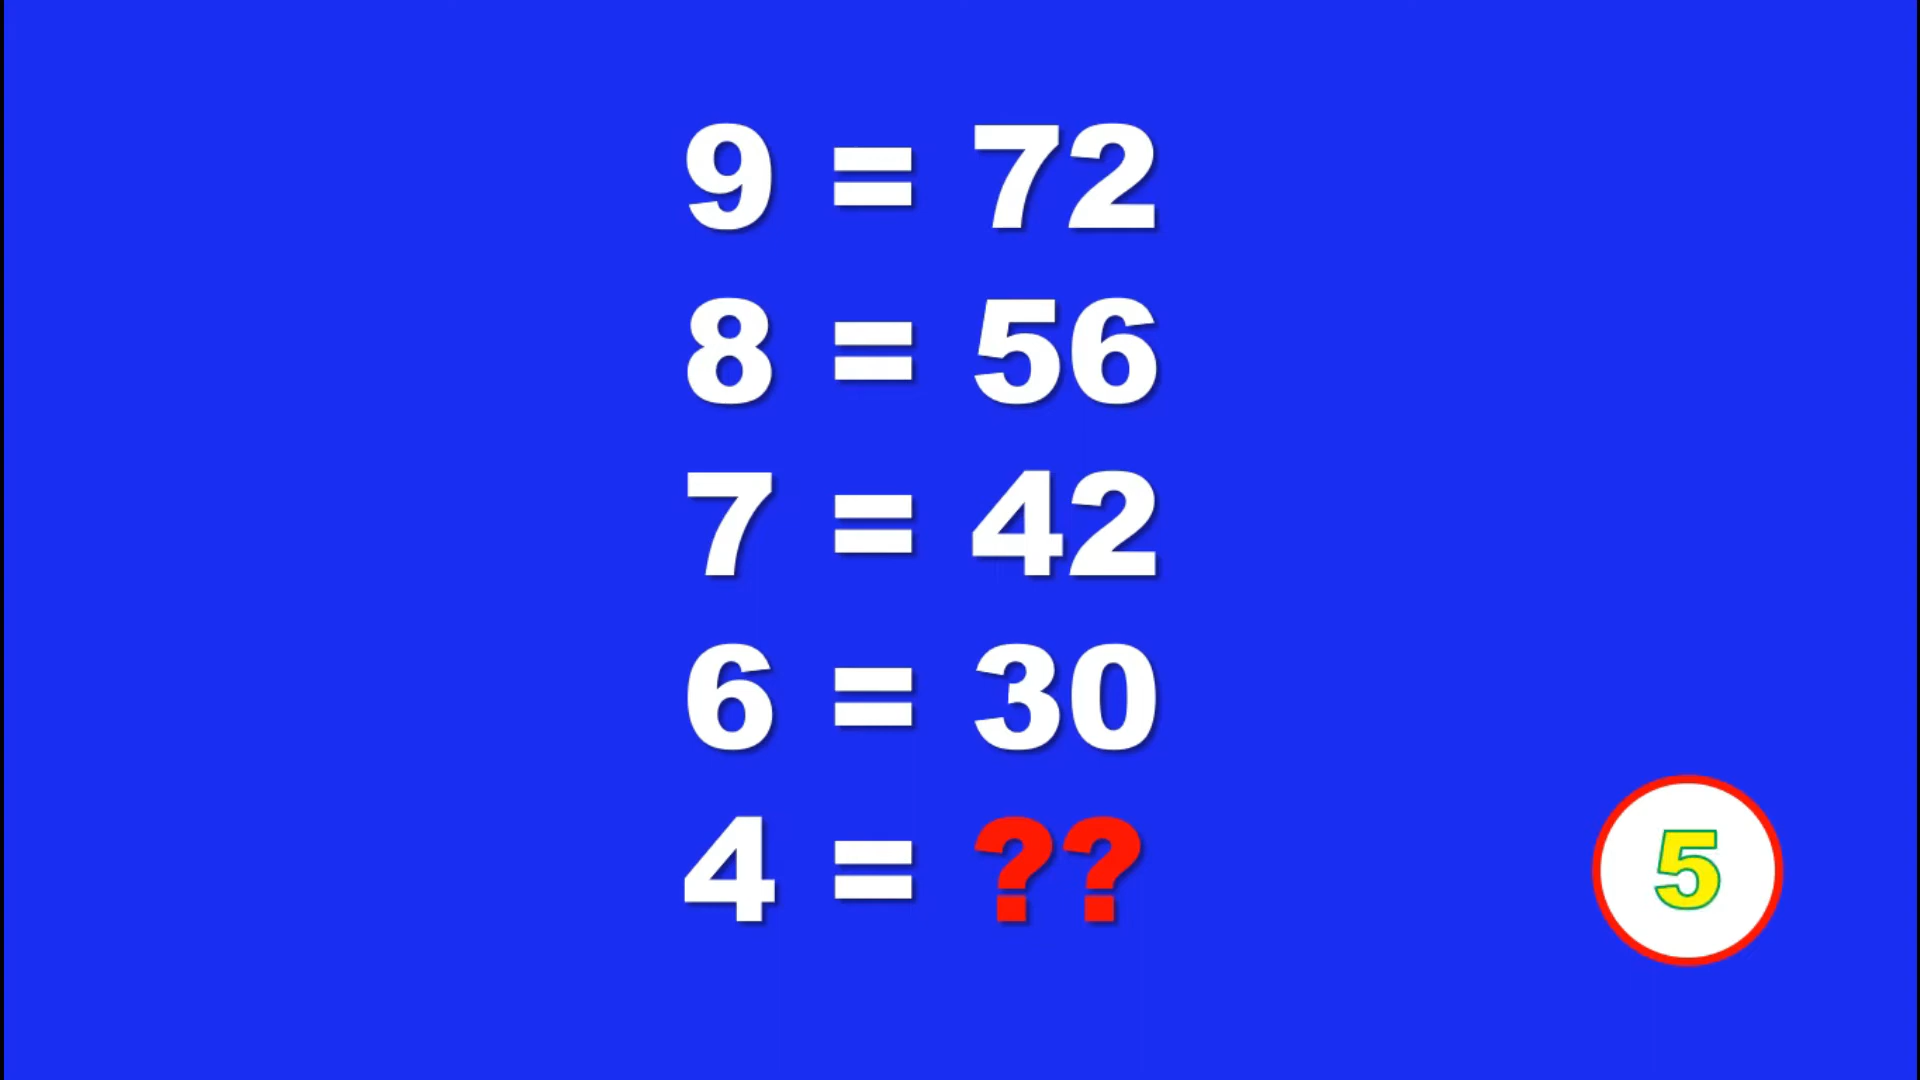 9 = 72
8 = 56
7 = 42
6 = 30
4 = ??
5